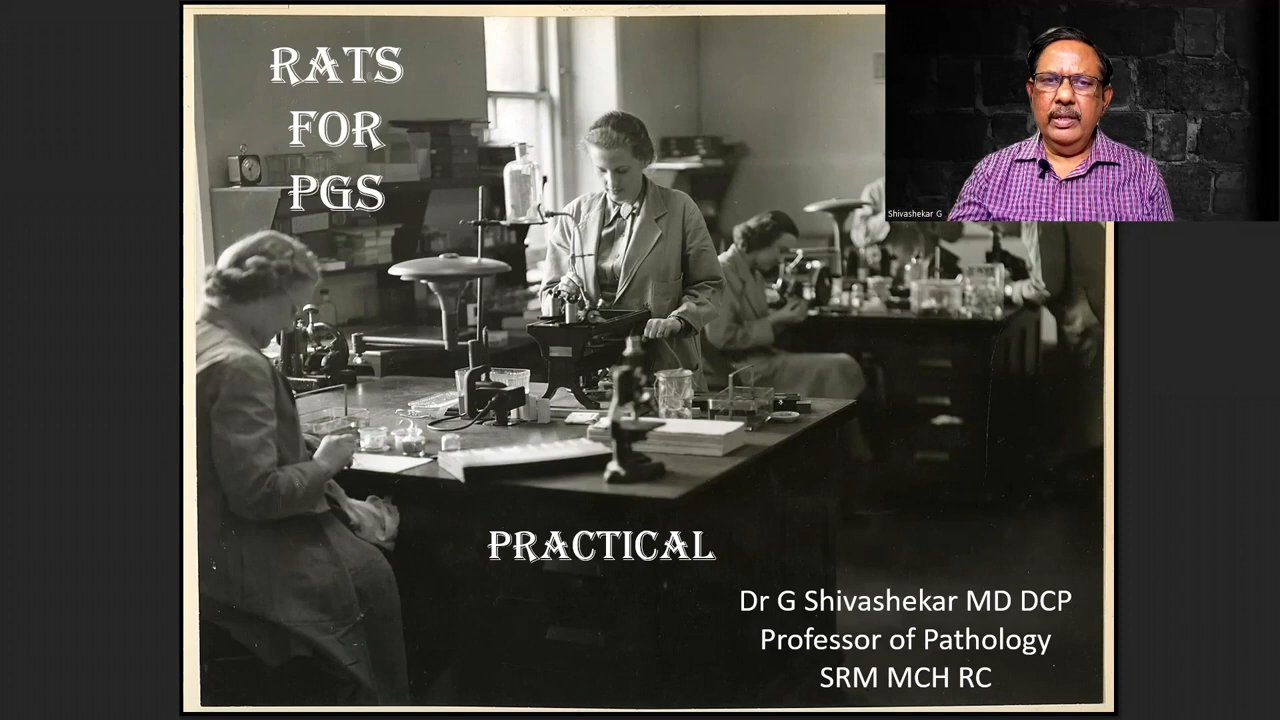 RATS
FOR
PGS
Shivashekar G
PRACTICAL
Dr G Shivashekar MD DCP
Professor of Pathology
SRM MCH RC